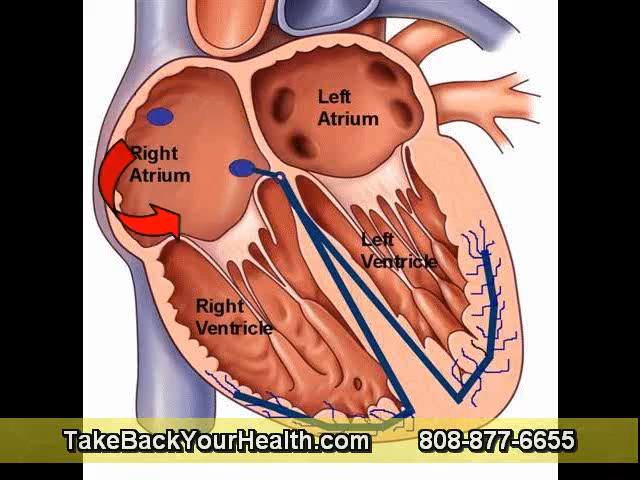 Left
Atrium
Right
Atrium
Left
Ventricle
Right
Ventricle
TakeBackYourHealth.com 808-877-6655